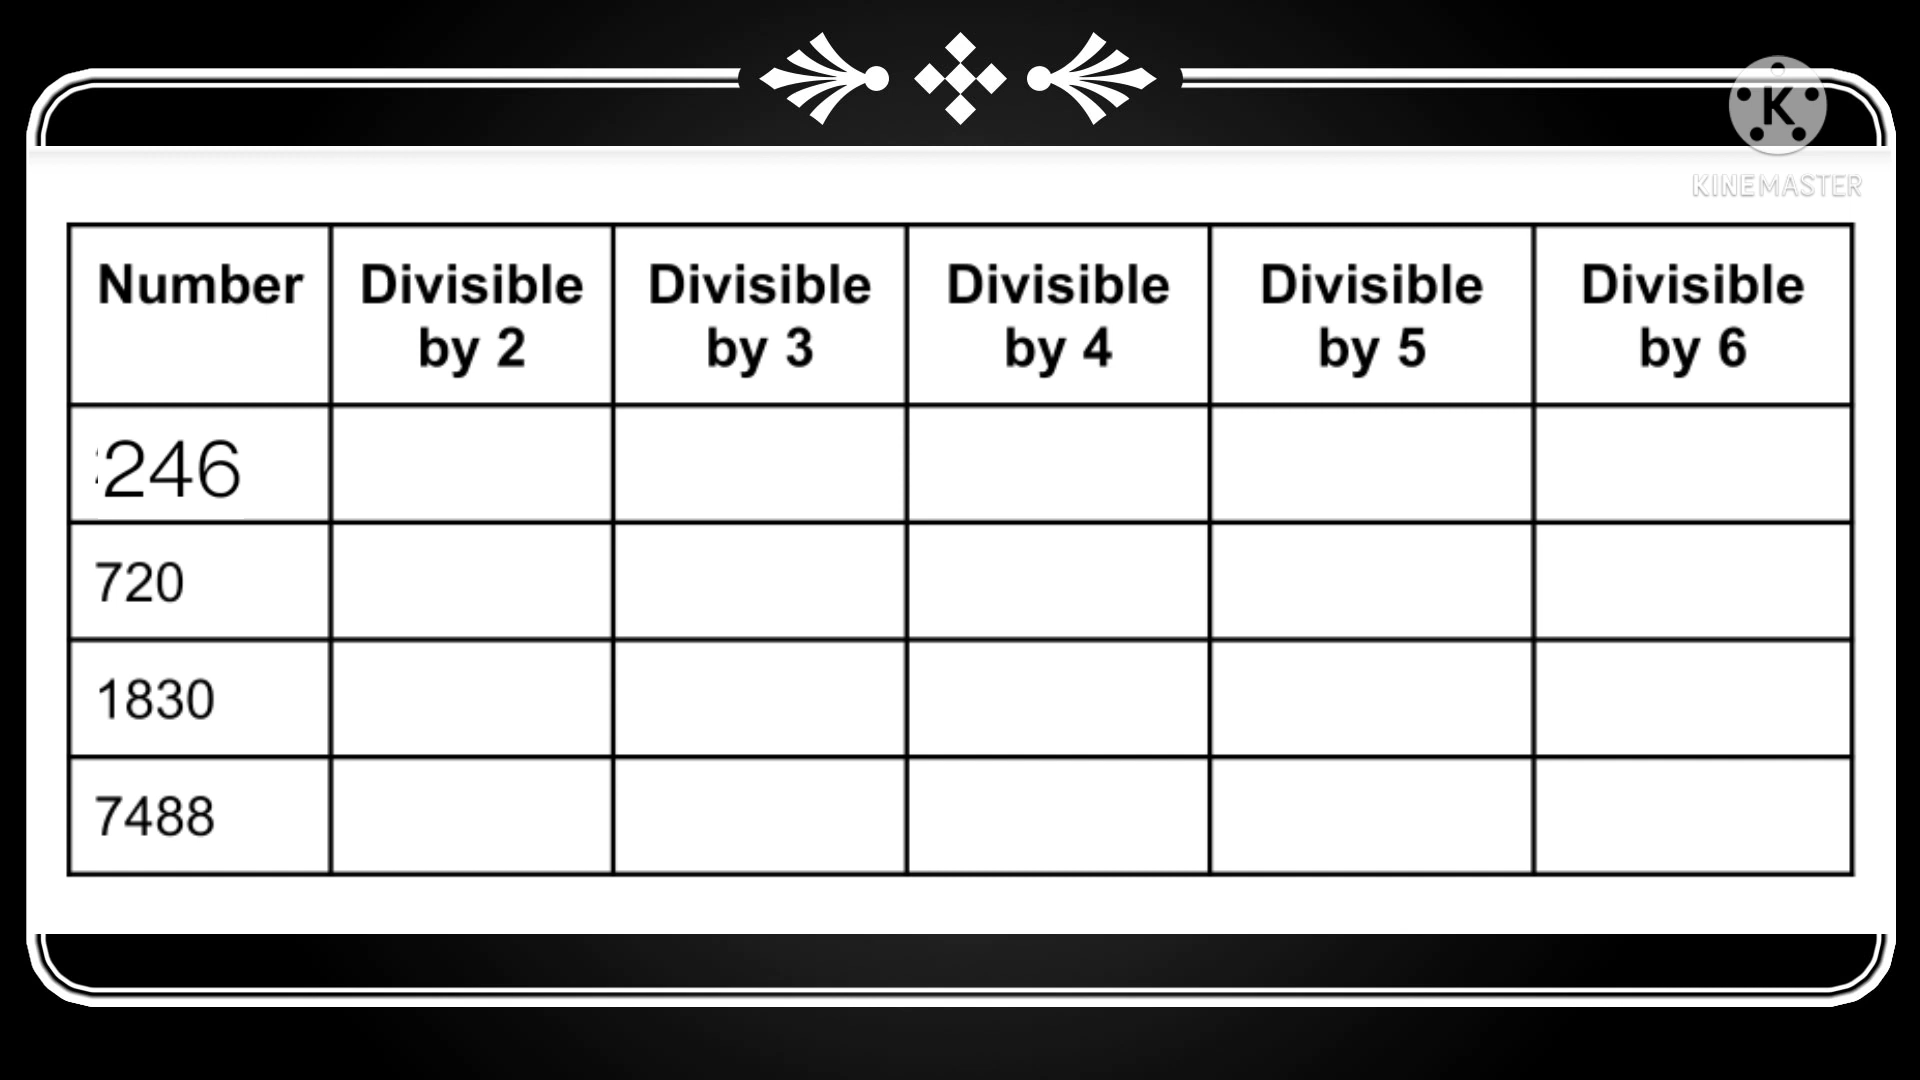 K
KINEMASTER
Number Divisible by 2 Divisible by 3 Divisible by 4 Divisible by 5 Divisible by 6
246
720
1830
7488